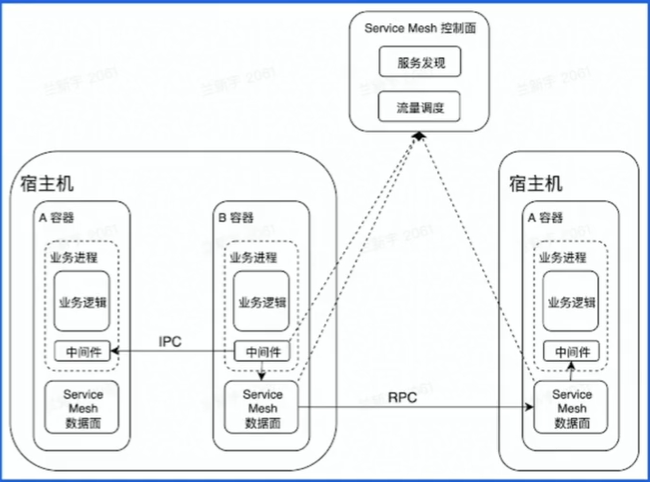 Service Mesh 控制面
服务发现
流量调度
宿主机
A 容器
业务进程
业务逻辑
中间件
Service
Mesh
数据面
B 容器
业务进程
业务逻辑
中间件
Service
Mesh
数据面
IPC
RPC
宿主机
A 容器
业务进程
业务逻辑
中间件
Service
Mesh
数据面